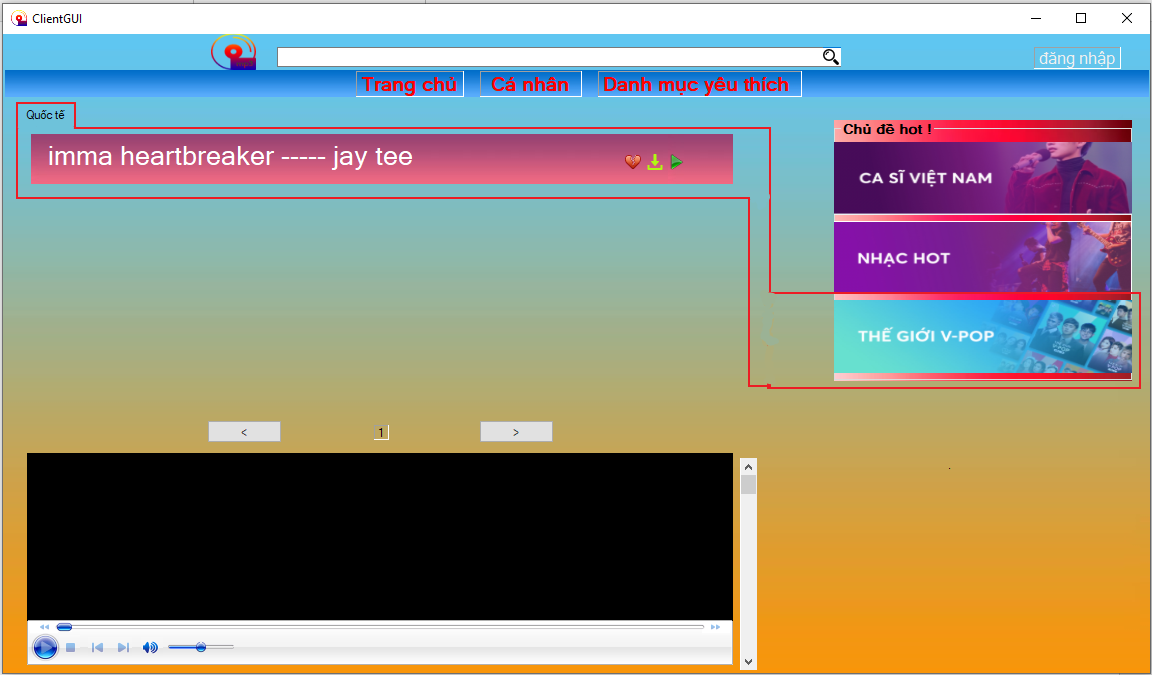 ClientGUI
đăng nhập
Trang chủ
Cá nhân
Danh mục yêu thích
Quốc tế
imma heartbreaker ----- jay tee
Chủ đề hot !
CA SĨ VIỆT NAM
NHẠC HOT
THẾ GIỚI V-POP
<
1
>